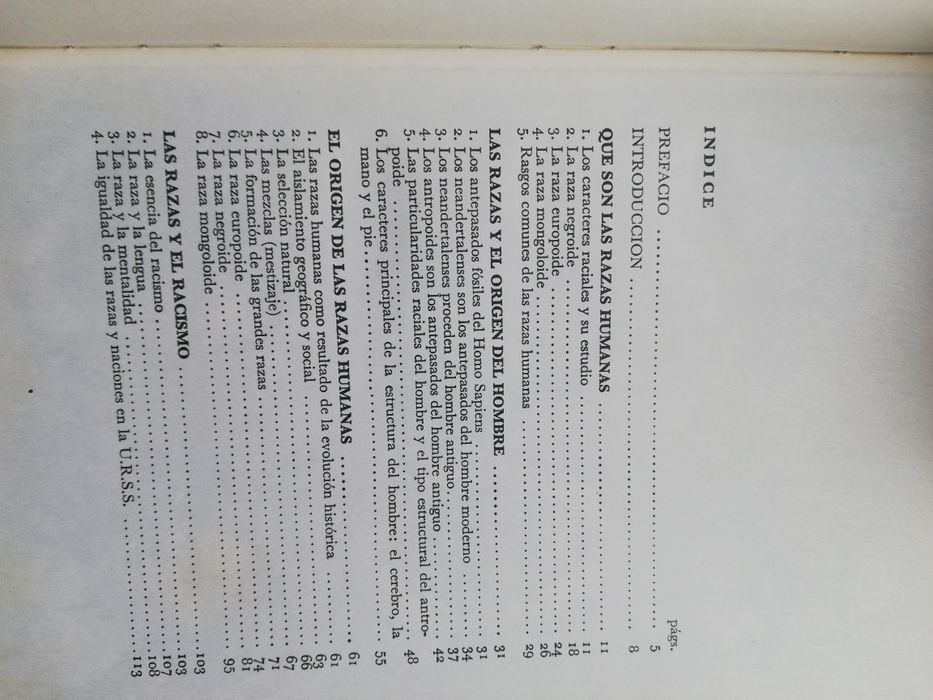 INDICE
págs.
PREFACIO .......................................... 5
INTRODUCCION ...................................... 8
QUE SON LAS RAZAS HUMANAS ......................... 11
1. Los caracteres raciales y su estudio ........... 11
2. La raza negroide ............................... 18
3. La raza europoide .............................. 24
4. La raza mongoloide ............................. 26
5. Rasgos comunes de las razas humanas ............ 29
LAS RAZAS Y EL ORIGEN DEL HOMBRE .................. 31
1. Los antepasados fósiles del Homo Sapiens ....... 31
2. Los neandertalenses son los antepasados del hombre moderno ..... 34
3. Los neandertalenses proceden del hombre antiguo ..... 37
4. Los antropoides son los antepasados del hombre antiguo ..... 42
5. Las particularidades raciales del hombre y el tipo estructural del antro-
poide ............................................. 48
6. Los caracteres principales de la estructura del hombre: el cerebro, la
mano y el pie ..................................... 55
EL ORIGEN DE LAS RAZAS HUMANAS .................... 61
1. Las razas humanas como resultado de la evolución histórica ..... 61
2. El aislamiento geográfico y social ............. 63
3. La selección natural ........................... 66
4. Las mezclas (mestizaje) ........................ 67
5. La formación de las grandes razas .............. 71
6. La raza europoide .............................. 74
7. La raza negroide ............................... 81
8. La raza mongoloide ............................. 95
LAS RAZAS Y EL RACISMO ............................ 103
1. La esencia del racismo ......................... 103
2. La raza y la lengua ............................ 107
3. La raza y la mentalidad ........................ 108
4. La igualdad de las razas y naciones en la U.R.S.S. ..... 113